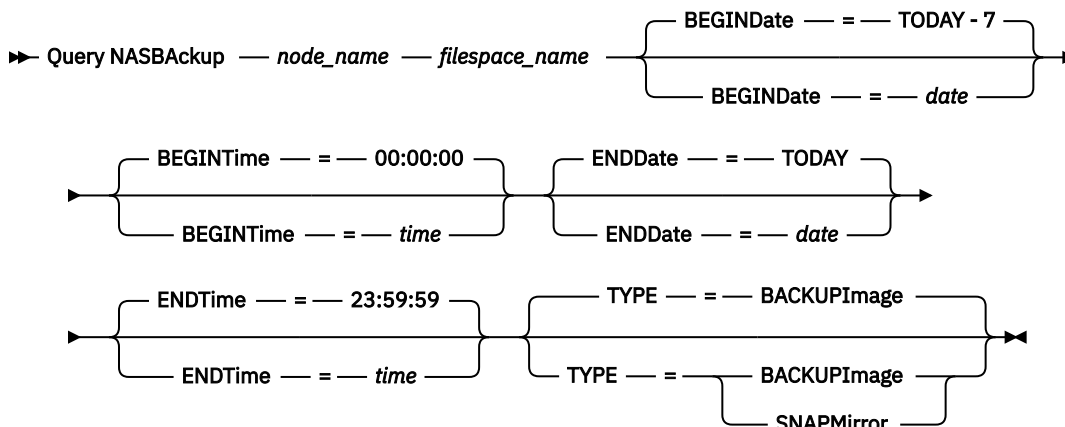 BEGINDate = TODAY - 7
Query NASBAckup node_name filespace_name
BEGINDate = date
BEGINTime = 00:00:00 ENDDate = TODAY
BEGINTime = time ENDDate = date
ENDTime = 23:59:59 TYPE = BACKUPImage
ENDTime = time TYPE = BACKUPImage
SNAPMirror